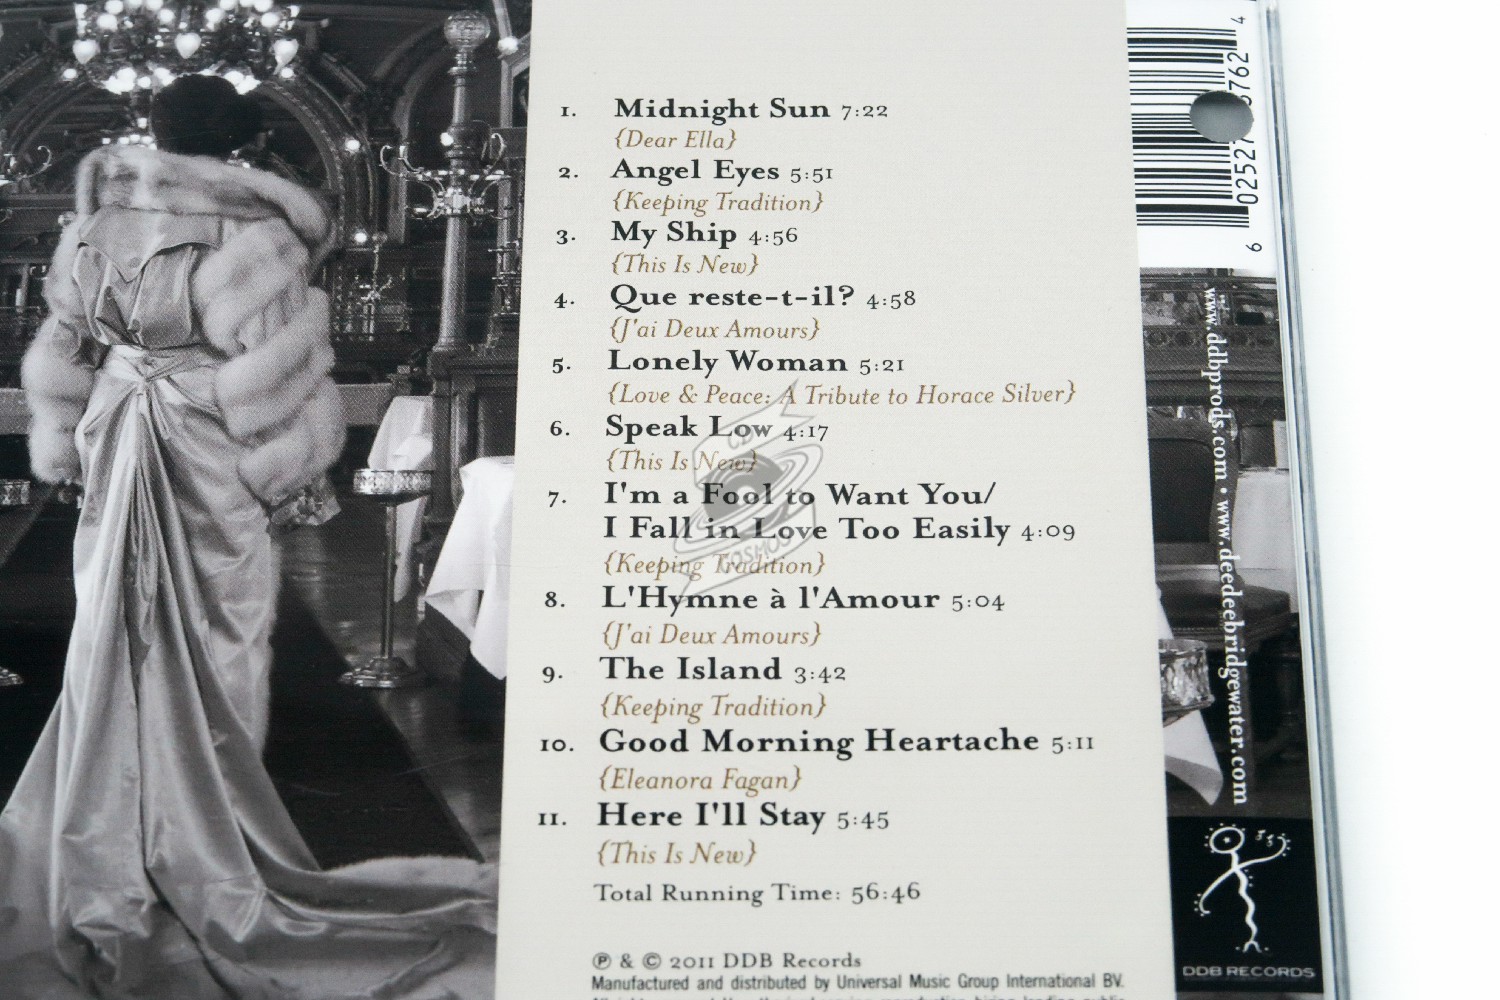 1. Midnight Sun 7:22
{Dear Ella}
2. Angel Eyes 5:51
{Keeping Tradition}
3. My Ship 4:56
{This Is New}
4. Que reste-t-il? 4:58
{J'ai Deux Amours}
5. Lonely Woman 5:21
{Love & Peace: A Tribute to Horace Silver}
6. Speak Low 4:17
{This Is New}
7. I'm a Fool to Want You/
I Fall in Love Too Easily 4:09
{Keeping Tradition}
8. L'Hymne à l'Amour 5:04
{J'ai Deux Amours}
9. The Island 3:42
{Keeping Tradition}
10. Good Morning Heartache 5:11
{Eleanora Fagan}
11. Here I'll Stay 5:45
{This Is New}
Total Running Time: 56:46
℗ & © 2011 DDB Records
Manufactured and distributed by Universal Music Group International BV.
CD
COSMOS
www.ddbprods.com • www.deedeebridgewater.com
DDB RECORDS